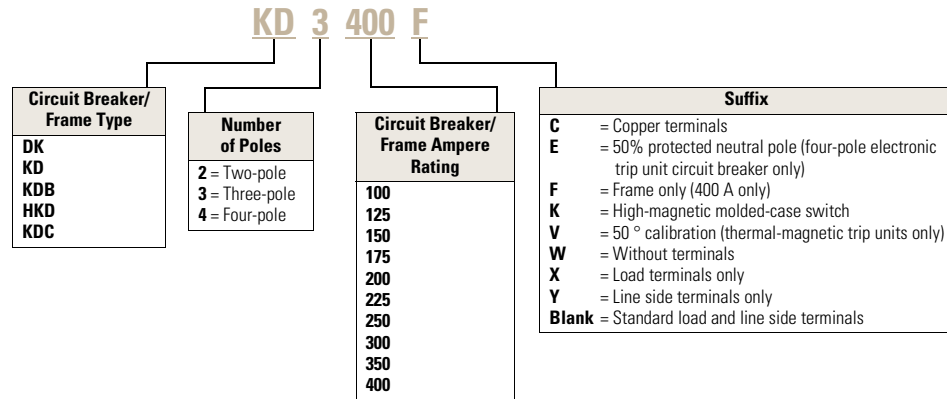 KD 3 400 F
Circuit Breaker/
Frame Type
DK
KD
KDB
HKD
KDC
Number
of Poles
2 = Two-pole
3 = Three-pole
4 = Four-pole
Circuit Breaker/
Frame Ampere
Rating
100
125
150
175
200
225
250
300
350
400
Suffix
C = Copper terminals
E = 50% protected neutral pole (four-pole electronic
trip unit circuit breaker only)
F = Frame only (400 A only)
K = High-magnetic molded-case switch
V = 50 ° calibration (thermal-magnetic trip units only)
W = Without terminals
X = Load terminals only
Y = Line side terminals only
Blank = Standard load and line side terminals